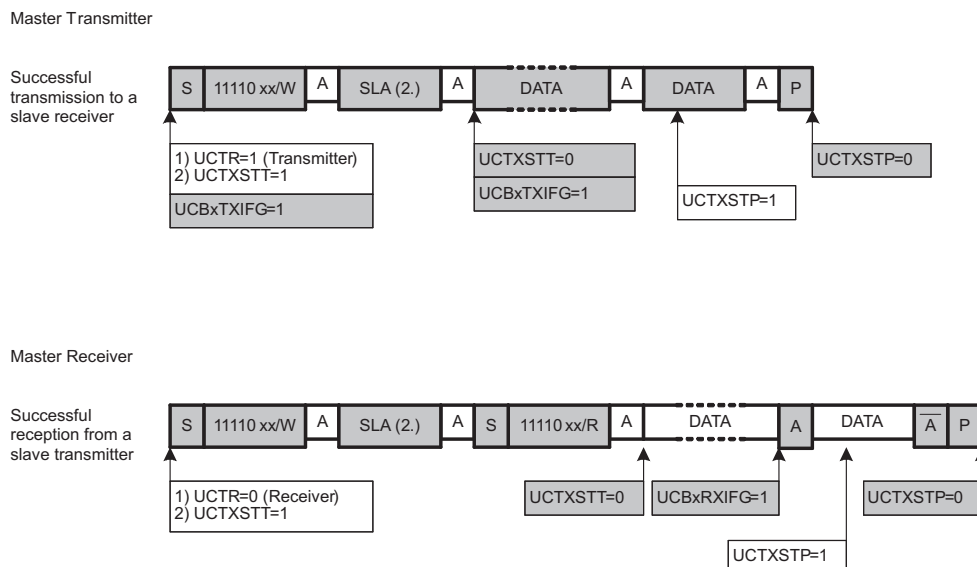 Master Transmitter
Successful
transmission to a
slave receiver
S 11110 xx/W A SLA (2.) A DATA A DATA A P
1) UCTR=1 (Transmitter)
2) UCTXSTT=1
UCBxTXIFG=1
UCTXSTT=0
UCBxTXIFG=1
UCTXSTP=1
UCTXSTP=0
Master Receiver
Successful
reception from a
slave transmitter
S 11110 xx/W A SLA (2.) A S 11110 xx/R A DATA A DATA A̅ P
1) UCTR=0 (Receiver)
2) UCTXSTT=1
UCTXSTT=0
UCBxRXIFG=1
UCTXSTP=1
UCTXSTP=0